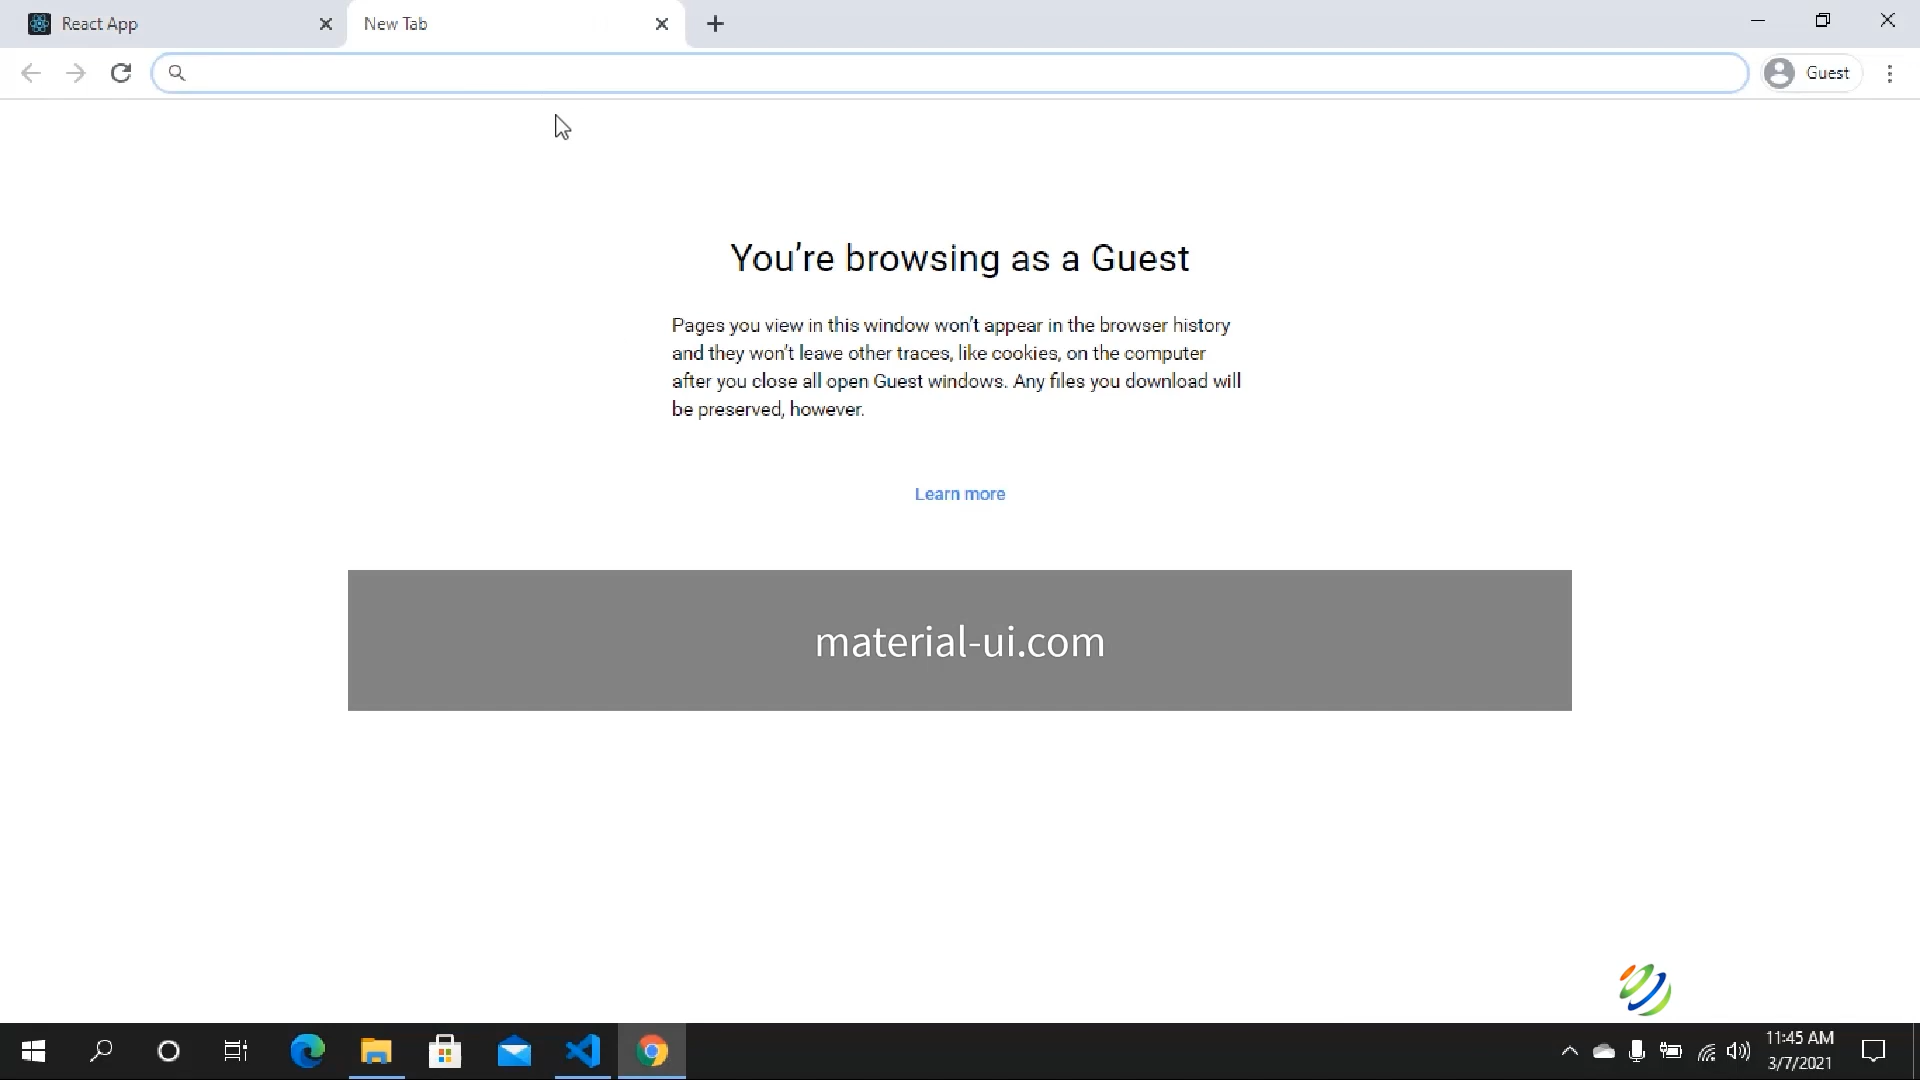 React App
New Tab
Guest
You're browsing as a Guest
Pages you view in this window won't appear in the browser history
and they won't leave other traces, like cookies, on the computer
after you close all open Guest windows. Any files you download will
be preserved, however.
Learn more
material-ui.com
11:45 AM
3/7/2021